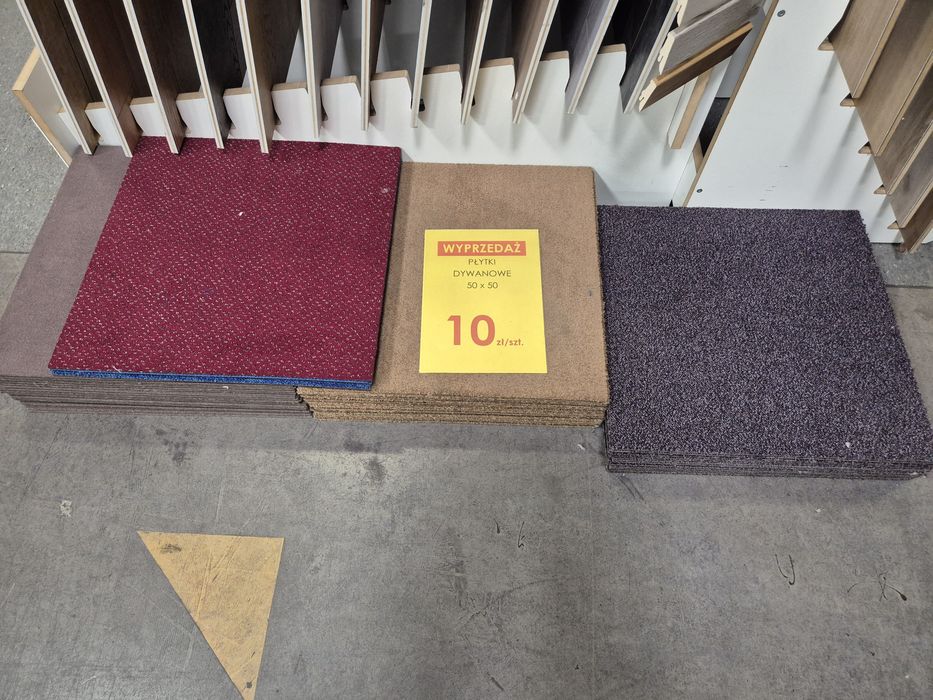 WYPRZEDAŻ
PŁYTKI
DYWANOWE
50 x 50
10 zł/szt.